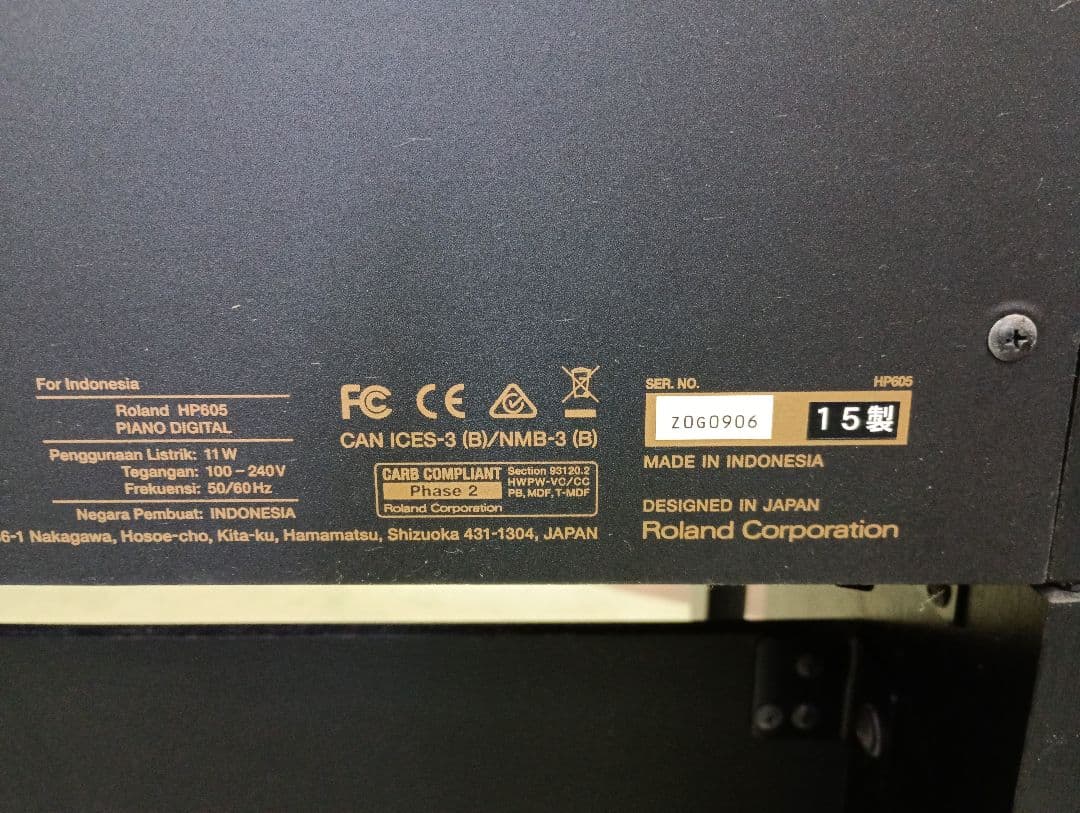 For Indonesia
Roland HP605
PIANO DIGITAL
Penggunaan Listrik: 11W
Tegangan: 100-240V
Frekuensi: 50/60Hz
Negara Pembuat: INDONESIA
FC CE
CAN ICES-3 (B)/NMB-3 (B)
CARB COMPLIANT
Phase 2
Roland Corporation
Section 93120.2
HWPW-VC/CC
PB, MDF, T-MDF
6-1 Nakagawa, Hosoe-cho, Kita-ku, Hamamatsu, Shizuoka 431-1304, JAPAN
SER. NO. HP605
Z0G0906 15製
MADE IN INDONESIA
DESIGNED IN JAPAN
Roland Corporation